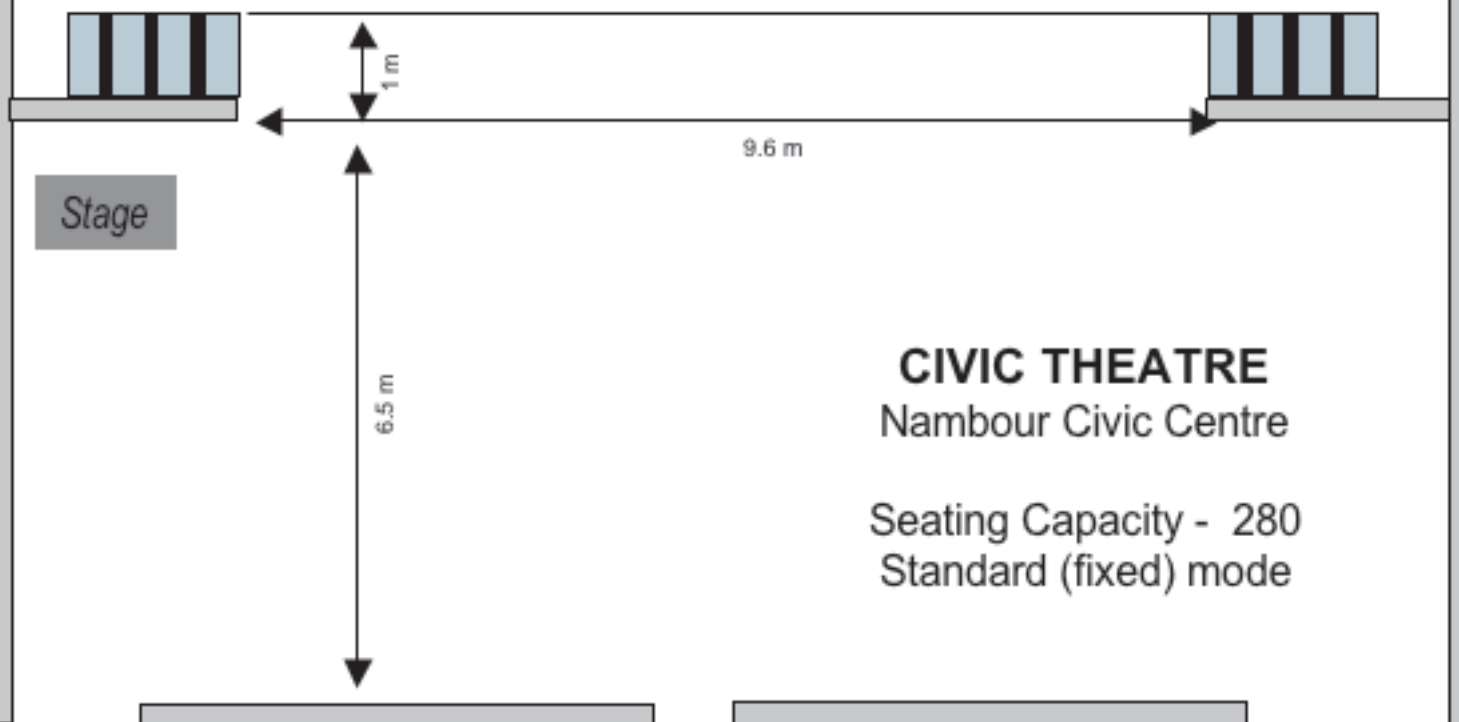 1 m
9.6 m
Stage
6.5 m
CIVIC THEATRE
Nambour Civic Centre
Seating Capacity - 280
Standard (fixed) mode